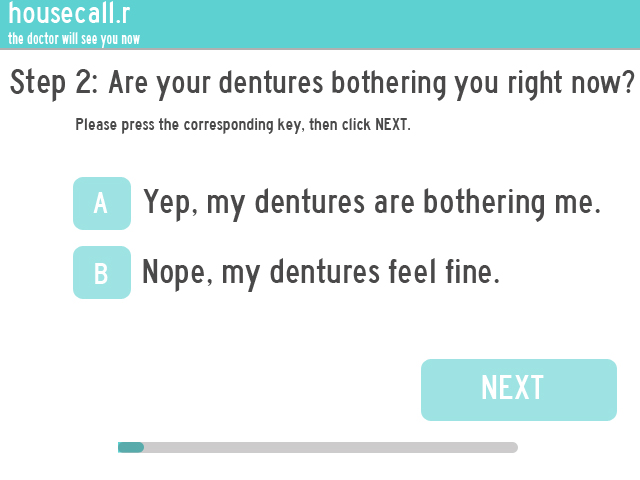 housecall.r
the doctor will see you now
Step 2: Are your dentures bothering you right now?
Please press the corresponding key, then click NEXT.
A Yep, my dentures are bothering me.
B Nope, my dentures feel fine.
NEXT